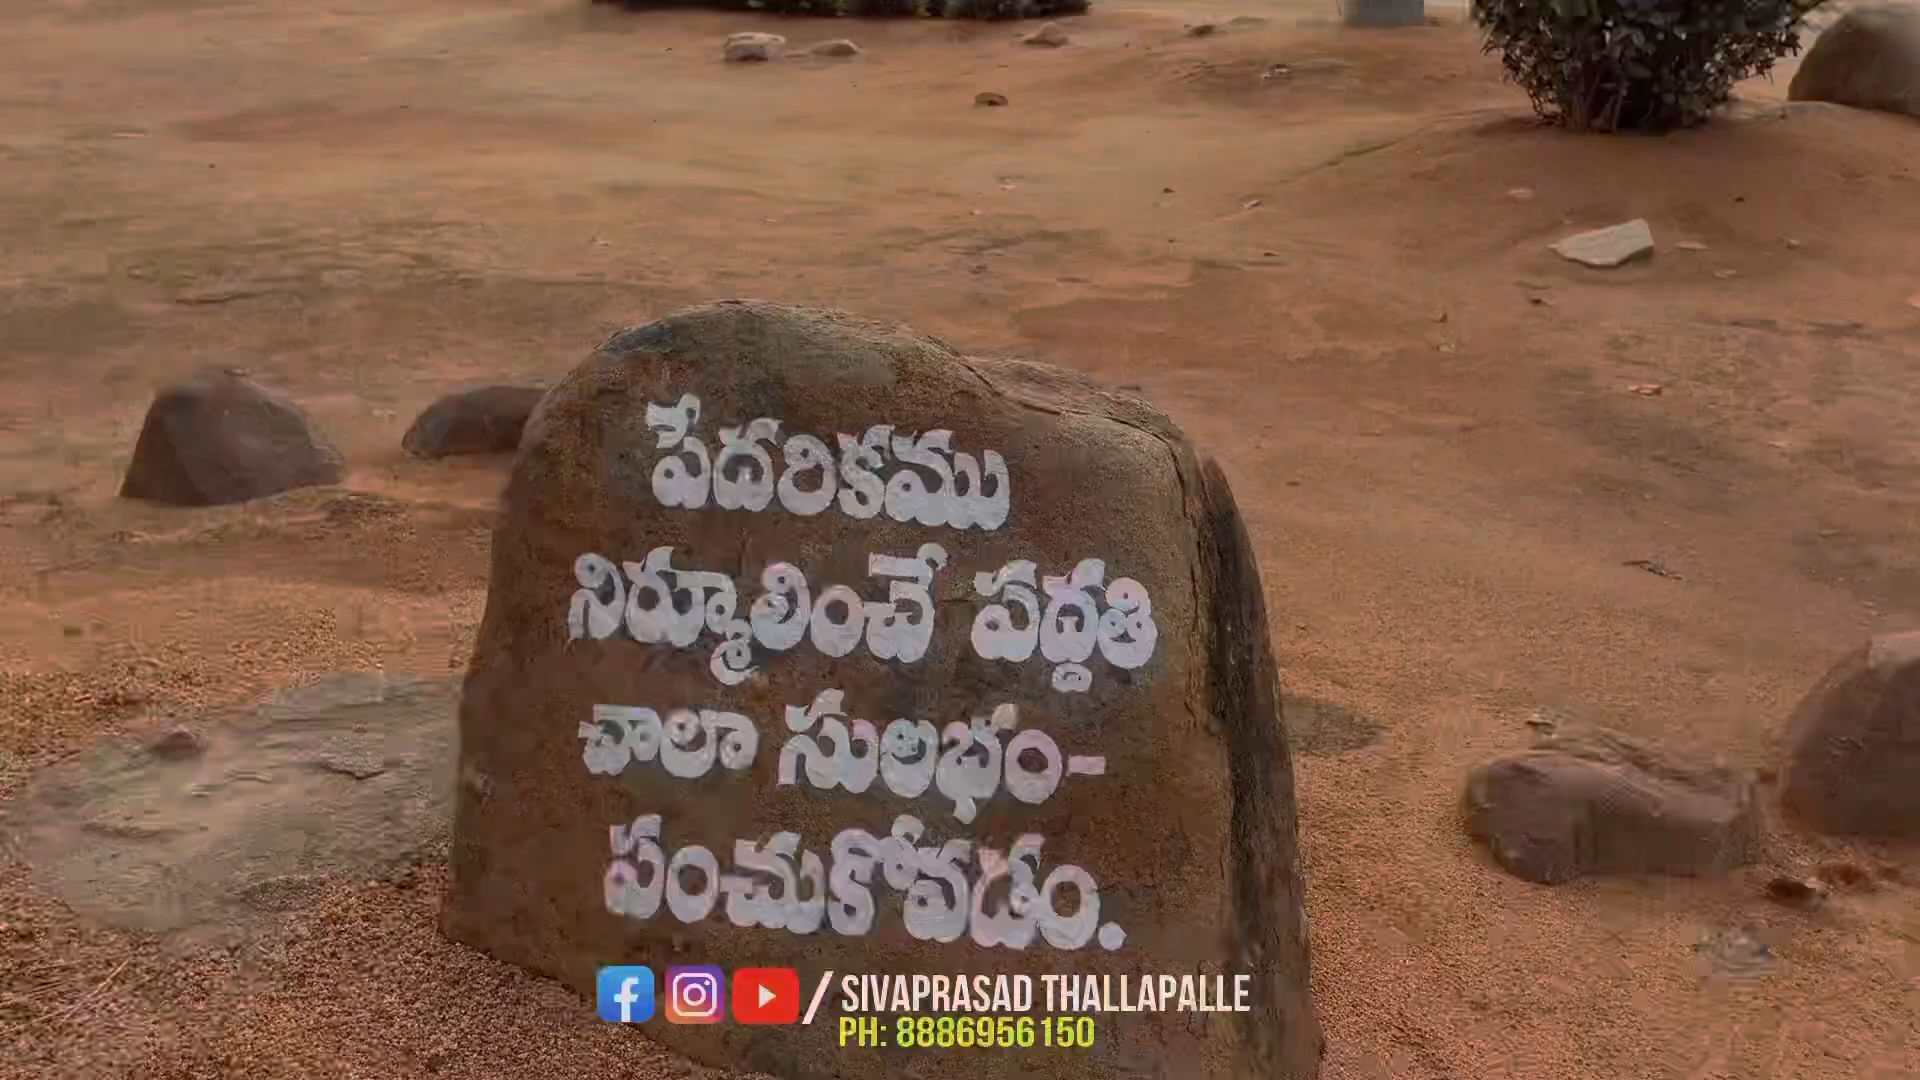 పేదరికము
నిర్మూలించే పద్ధతి
చాలా సులభం-
పంచుకోవడం.
/ SIVAPRASAD THALLAPALLE
PH: 8886956150